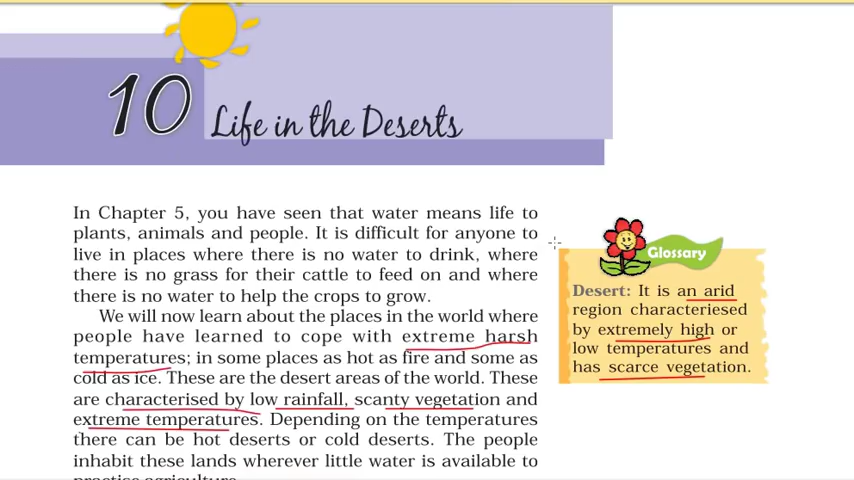 10 Life in the Deserts
In Chapter 5, you have seen that water means life to
plants, animals and people. It is difficult for anyone to
live in places where there is no water to drink, where
there is no grass for their cattle to feed on and where
there is no water to help the crops to grow.
We will now learn about the places in the world where
people have learned to cope with extreme harsh
temperatures; in some places as hot as fire and some as
cold as ice. These are the desert areas of the world. These
are characterised by low rainfall, scanty vegetation and
extreme temperatures. Depending on the temperatures
there can be hot deserts or cold deserts. The people
inhabit these lands wherever little water is available to
practise agriculture.
Glossary
Desert: It is an arid
region characteriesed
by extremely high or
low temperatures and
has scarce vegetation.